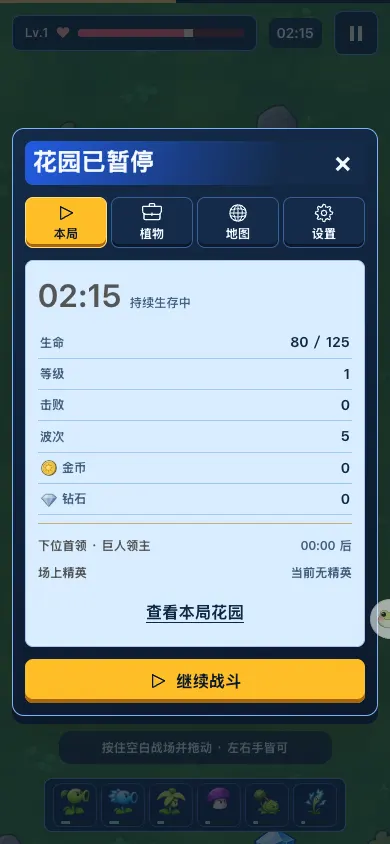 Lv.1
02:15
花园已暂停
本局
植物
地图
设置
02:15 持续生存中
生命 80 / 125
等级 1
击败 0
波次 5
金币 0
钻石 0
下位首领 · 巨人领主 00:00 后
场上精英 当前无精英
查看本局花园
继续战斗
按住空白战场并拖动 · 左右手皆可